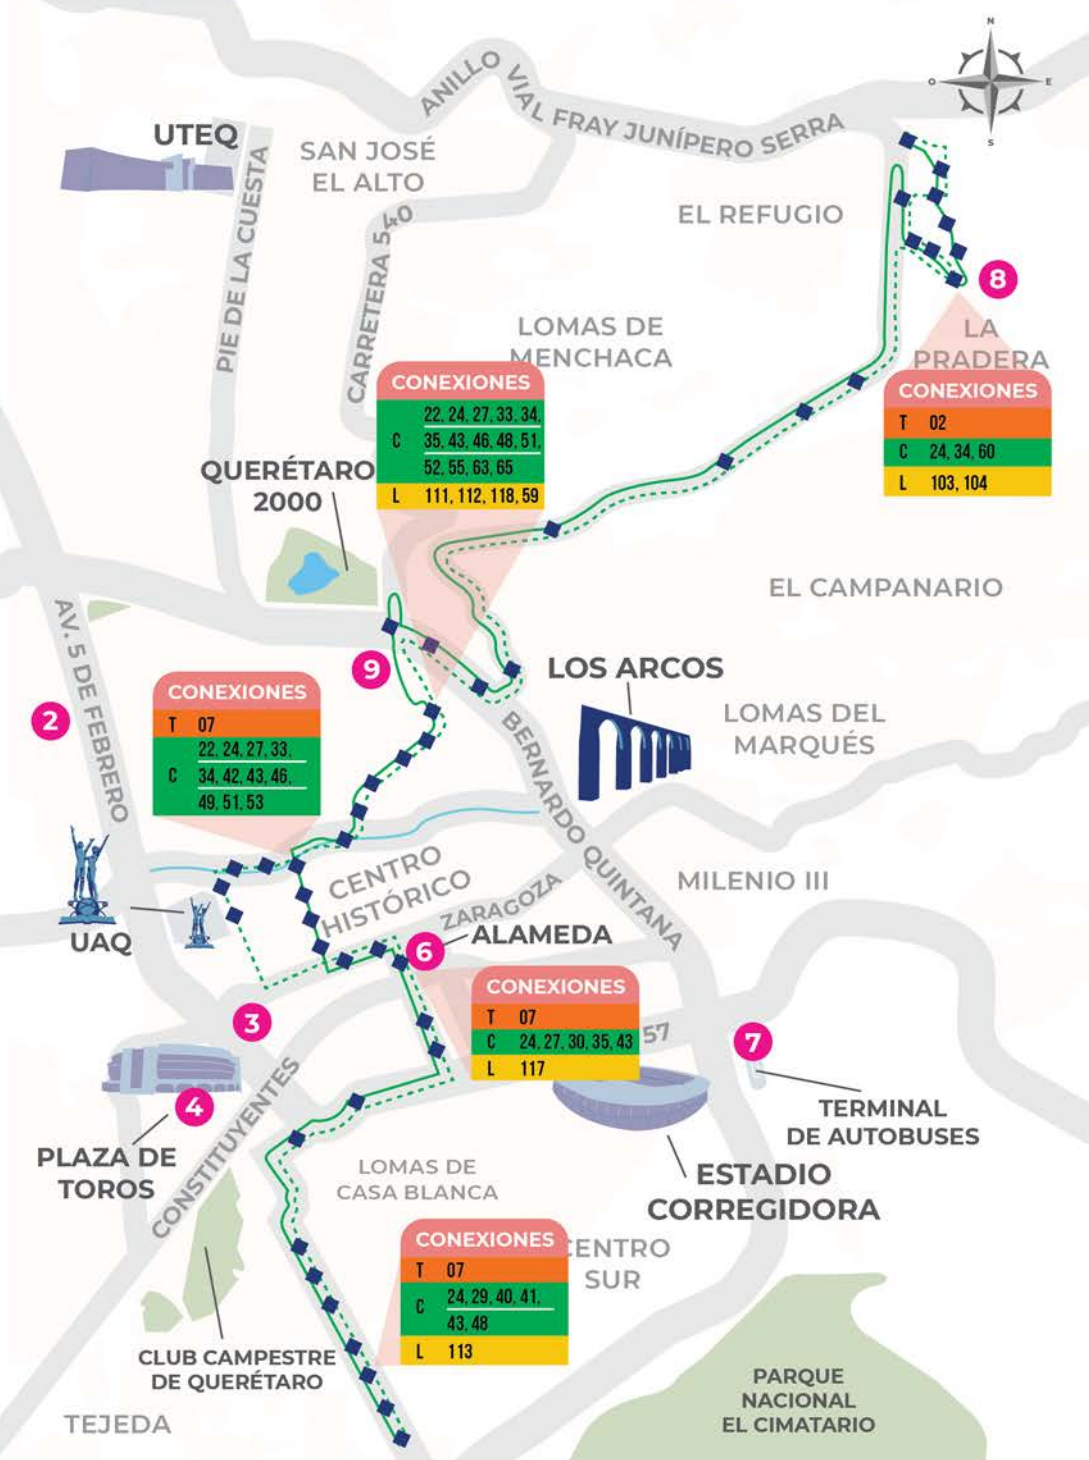 N
O
E
S
ANILLO VIAL FRAY JUNÍPERO SERRA
UTEQ
SAN JOSÉ
EL ALTO
PIE DE LA CUESTA
CARRETERA 540
EL REFUGIO
8
LOMAS DE
MENCHACA
LA
PRADERA
CONEXIONES
T 02
C 24, 34, 60
L 103, 104
CONEXIONES
22, 24, 27, 33, 34,
C 35, 43, 46, 48, 51,
52, 55, 63, 65
L 111, 112, 118, 59
QUERÉTARO
2000
EL CAMPANARIO
AV. 5 DE FEBRERO
9
LOS ARCOS
2
CONEXIONES
T 07
22, 24, 27, 33,
C 34, 42, 43, 46,
49, 51, 53
LOMAS DEL
MARQUÉS
BERNARDO QUINTANA
CENTRO
HISTÓRICO
ZARAGOZA
MILENIO III
UAQ
6
ALAMEDA
CONEXIONES
T 07
C 24, 27, 30, 35, 43
L 117
57
3
7
4
TERMINAL
DE AUTOBUSES
PLAZA DE
TOROS
CONSTITUYENTES
LOMAS DE
CASA BLANCA
ESTADIO
CORREGIDORA
CONEXIONES
T 07
C 24, 29, 40, 41,
43, 48
L 113
CENTRO
SUR
CLUB CAMPESTRE
DE QUERÉTARO
PARQUE
NACIONAL
EL CIMATARIO
TEJEDA